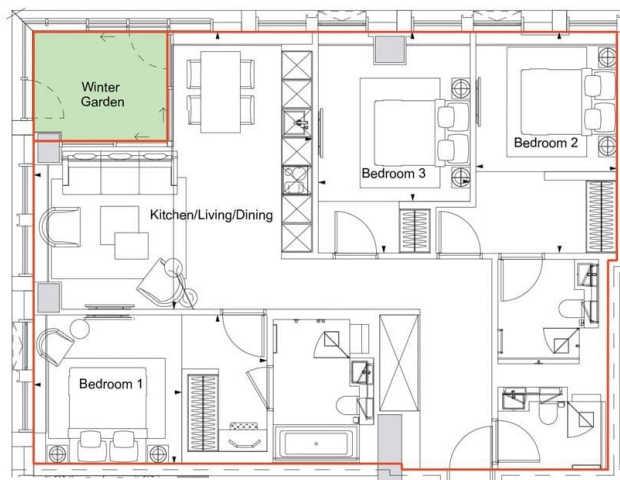 Winter
Garden
Bedroom 2
Bedroom 3
Kitchen/Living/Dining
Bedroom 1